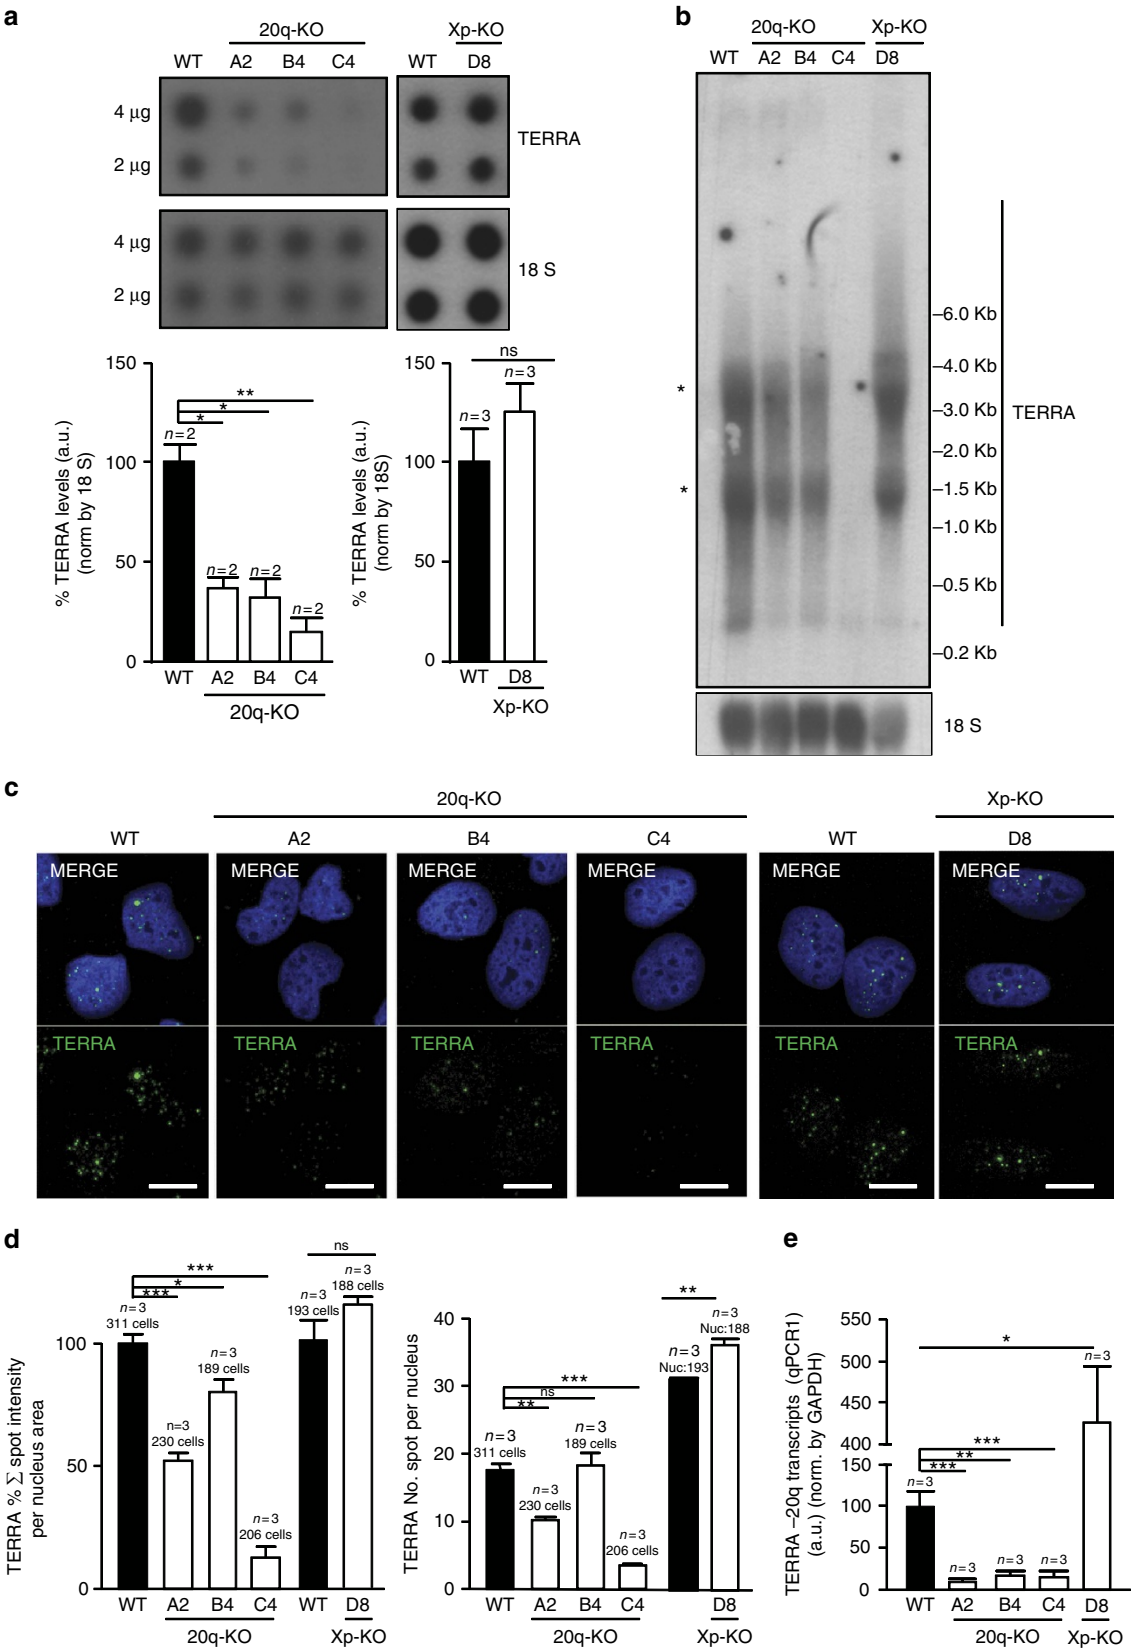 a
20q-KO
Xp-KO
WT A2 B4 C4 WT D8
4 μg
2 μg
TERRA
4 μg
2 μg
18 S
% TERRA levels (a.u.)
(norm by 18 S)
150
100
50
0
**
*
*
n=2
n=2
n=2
n=2
WT A2 B4 C4
20q-KO
% TERRA levels (a.u.)
(norm by 18S)
150
100
50
0
ns
n=3
n=3
WT D8
Xp-KO
b
20q-KO
Xp-KO
WT A2 B4 C4 D8
*
*
–6.0 Kb
–4.0 Kb
–3.0 Kb
–2.0 Kb
–1.5 Kb
–1.0 Kb
–0.5 Kb
–0.2 Kb
TERRA
18 S
c
20q-KO
Xp-KO
WT A2 B4 C4 WT D8
MERGE MERGE MERGE MERGE MERGE MERGE
TERRA TERRA TERRA TERRA TERRA TERRA
d
TERRA % Σ spot intensity
per nucleus area
100
50
0
***
*
***
ns
n=3
311 cells
n=3
230 cells
n=3
189 cells
n=3
206 cells
n=3
193 cells
n=3
188 cells
WT A2 B4 C4 WT D8
20q-KO
Xp-KO
TERRA No. spot per nucleus
40
30
20
10
0
***
ns
**
**
n=3
311 cells
n=3
230 cells
n=3
189 cells
n=3
206 cells
n=3
Nuc:193
n=3
Nuc:188
WT A2 B4 C4 D8
20q-KO
Xp-KO
e
TERRA –20q transcripts (qPCR1)
(a.u.) (norm. by GAPDH)
550
500
450
400
150
100
50
0
*
***
**
***
n=3
n=3
n=3
n=3
n=3
WT A2 B4 C4 D8
20q-KO
Xp-KO